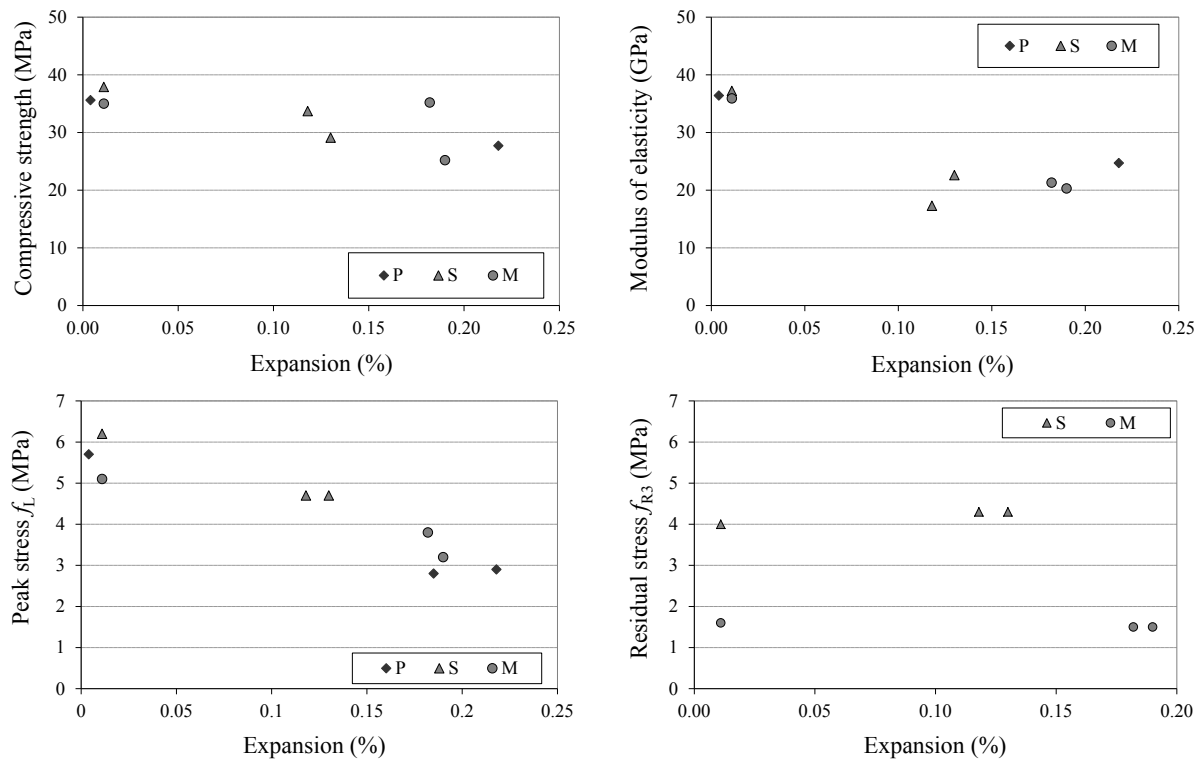 Compressive strength (MPa)
50
40
30
20
10
0
P S M
0.00 0.05 0.10 0.15 0.20 0.25
Expansion (%)
Modulus of elasticity (GPa)
50
40
30
20
10
0
P S M
0.00 0.05 0.10 0.15 0.20 0.25
Expansion (%)
Peak stress fL (MPa)
7
6
5
4
3
2
1
0
P S M
0 0.05 0.1 0.15 0.2 0.25
Expansion (%)
Residual stress fR3 (MPa)
7
6
5
4
3
2
1
0
S M
0.00 0.05 0.10 0.15 0.20
Expansion (%)